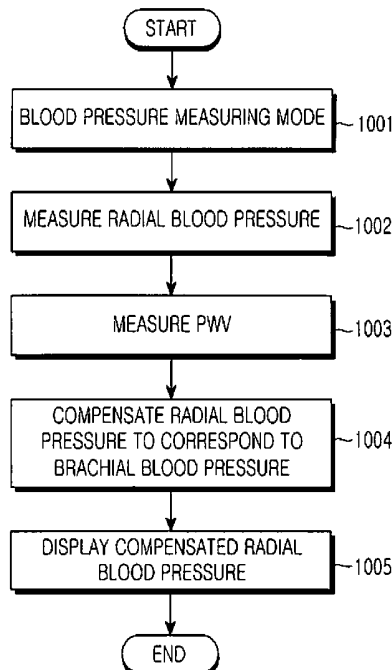 START
BLOOD PRESSURE MEASURING MODE
1001
MEASURE RADIAL BLOOD PRESSURE
1002
MEASURE PWV
1003
COMPENSATE RADIAL BLOOD
PRESSURE TO CORRESPOND TO
BRACHIAL BLOOD PRESSURE
1004
DISPLAY COMPENSATED RADIAL
BLOOD PRESSURE
1005
END